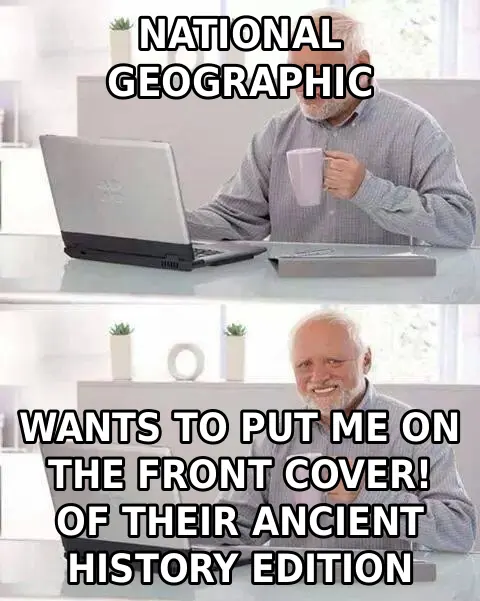 NATIONAL
GEOGRAPHIC
WANTS TO PUT ME ON
THE FRONT COVER!
OF THEIR ANCIENT
HISTORY EDITION